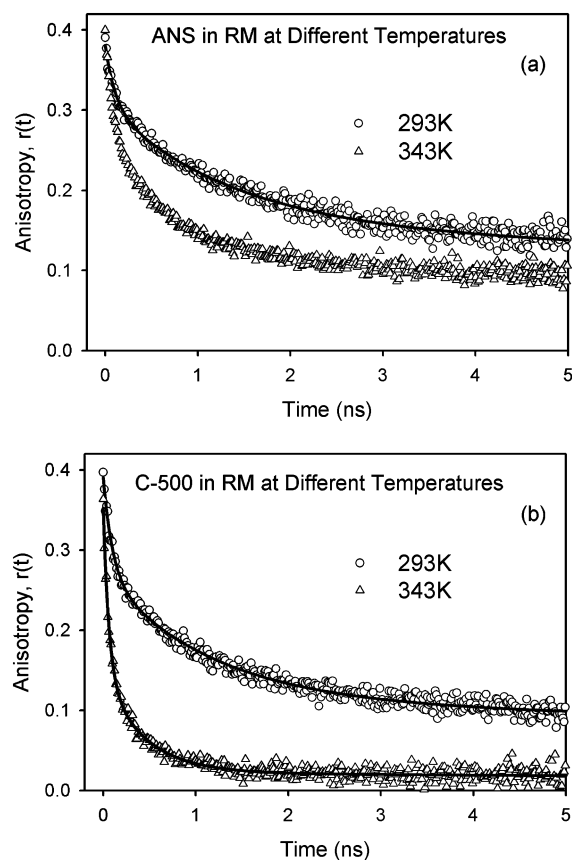 ANS in RM at Different Temperatures
(a)
293K
343K
Anisotropy, r(t)
0.4
0.3
0.2
0.1
0.0
0 1 2 3 4 5
Time (ns)
C-500 in RM at Different Temperatures
(b)
293K
343K
Anisotropy, r(t)
0.4
0.3
0.2
0.1
0.0
0 1 2 3 4 5
Time (ns)